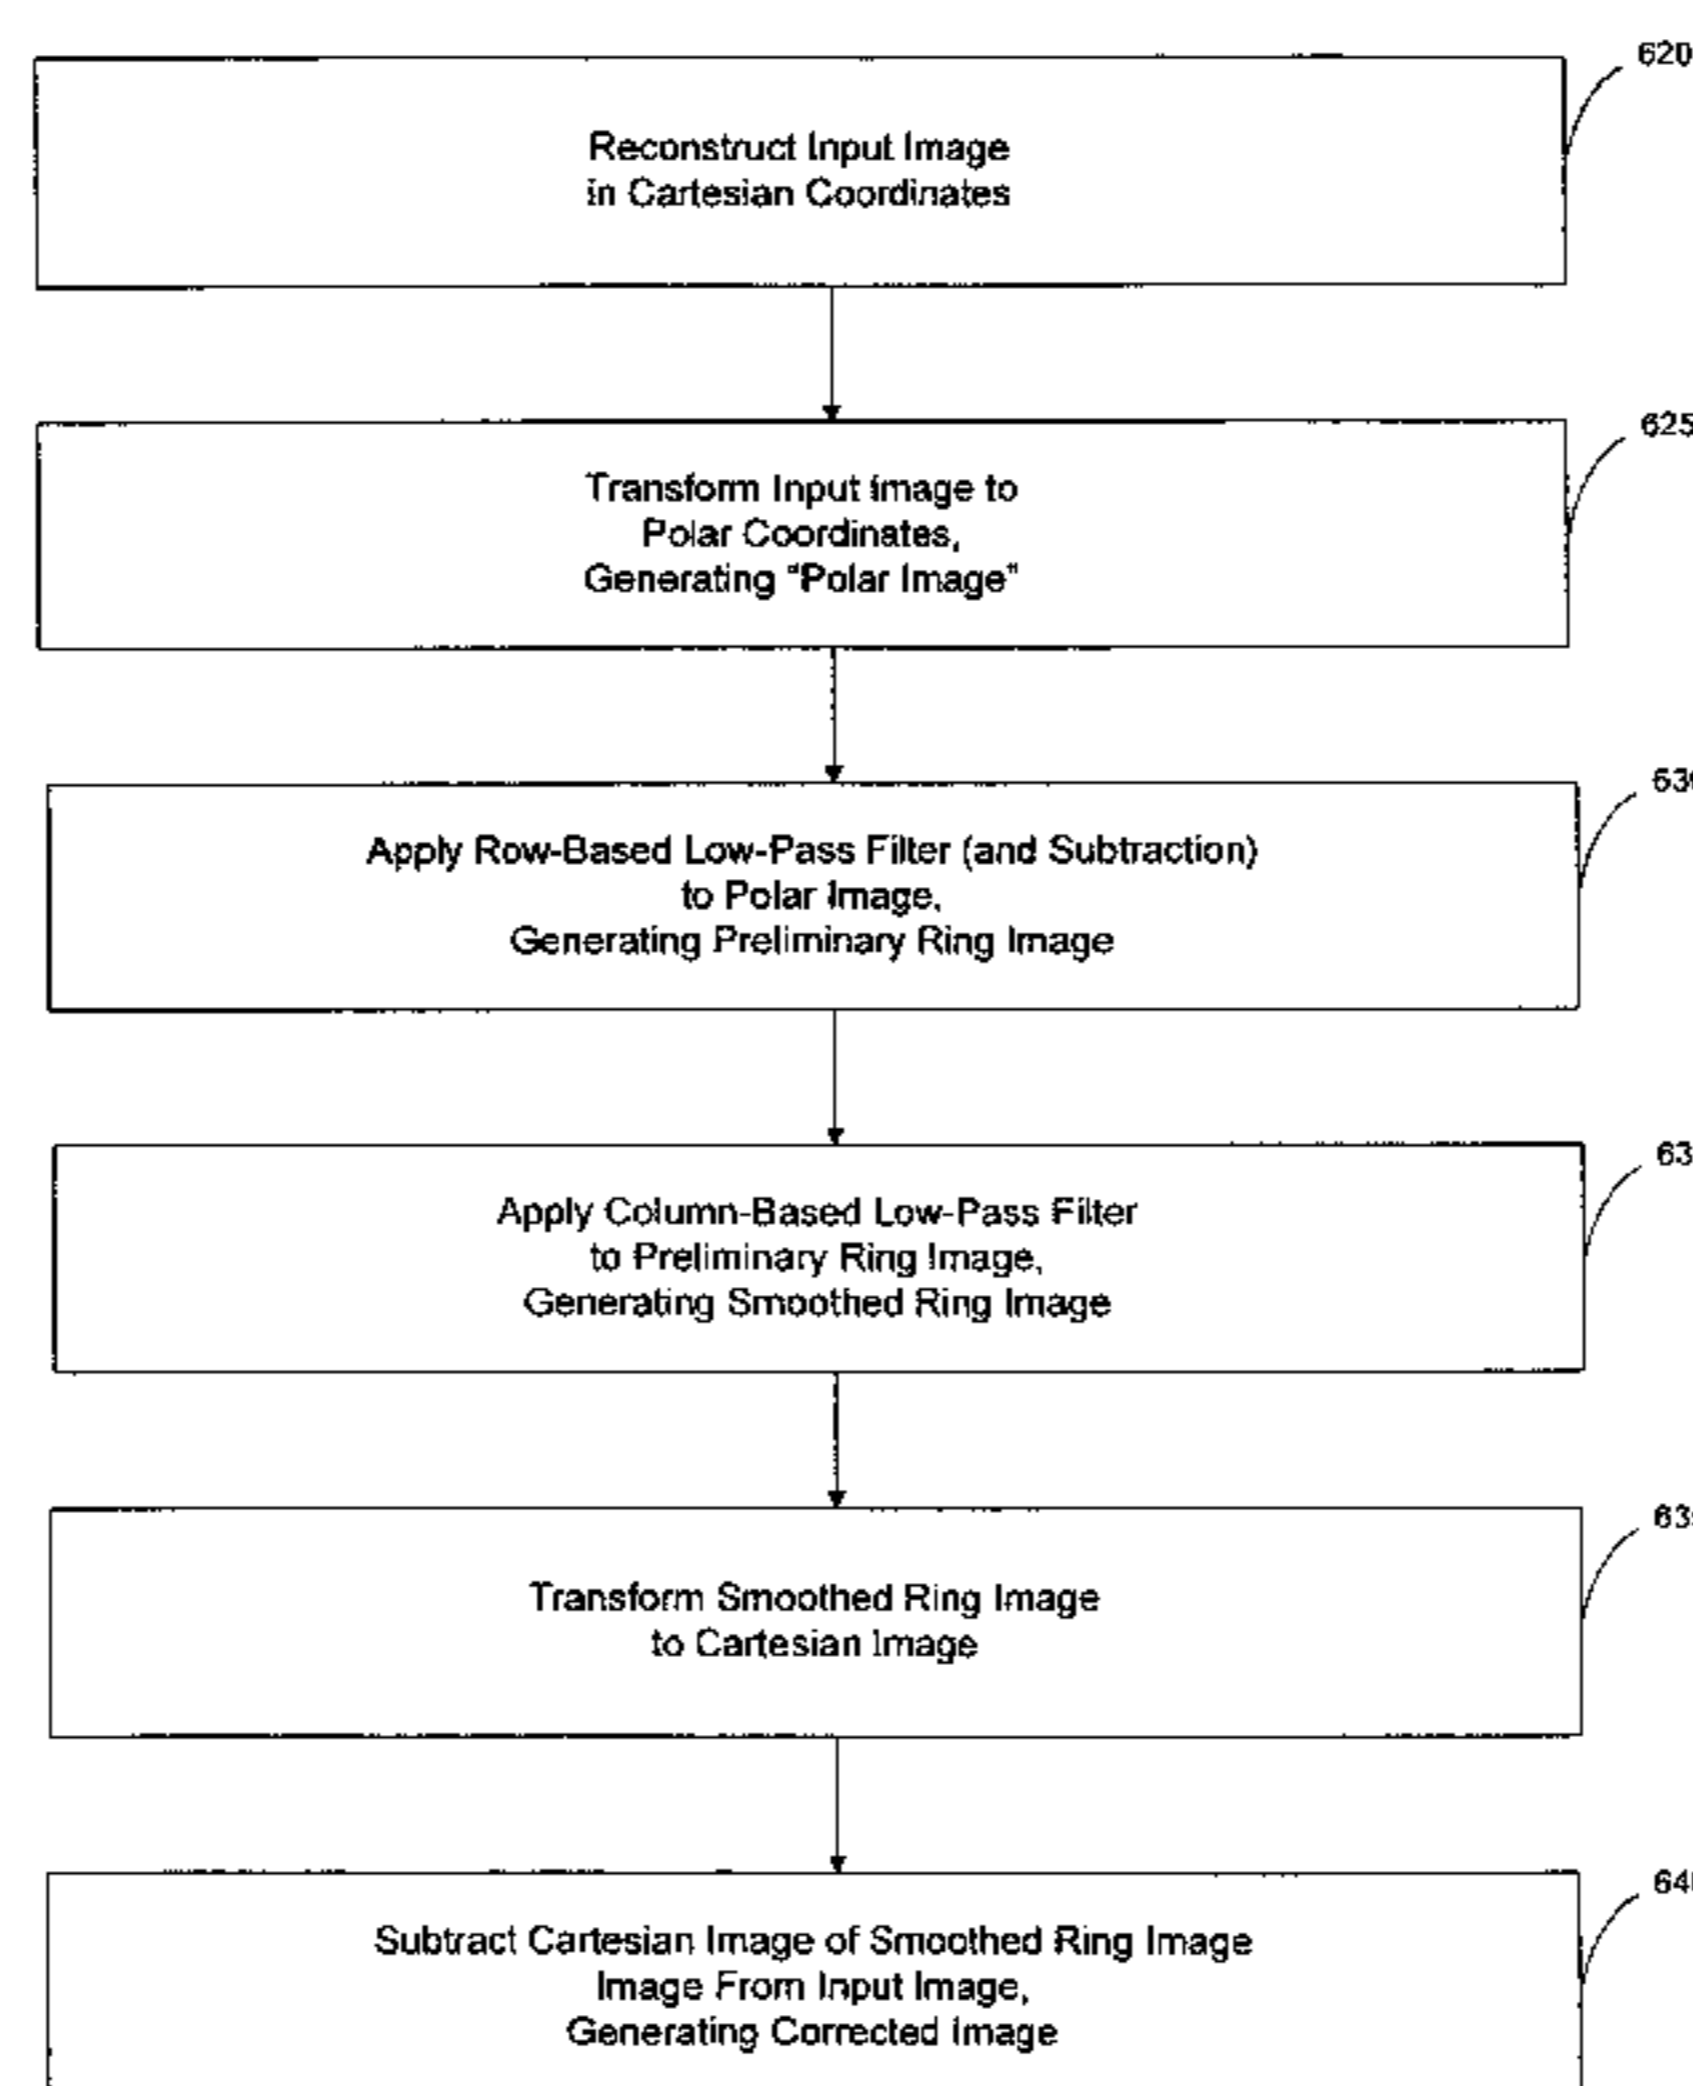 620
Reconstruct Input Image
in Cartesian Coordinates
625
Transform Input Image to
Polar Coordinates,
Generating "Polar Image"
Apply Row-Based Low-Pass Filter (and Subtraction)
to Polar Image,
Generating Preliminary Ring Image
Apply Column-Based Low-Pass Filter
to Preliminary Ring Image,
Generating Smoothed Ring Image
Transform Smoothed Ring Image
to Cartesian Image
Subtract Cartesian Image of Smoothed Ring Image
Image From Input Image,
Generating Corrected Image